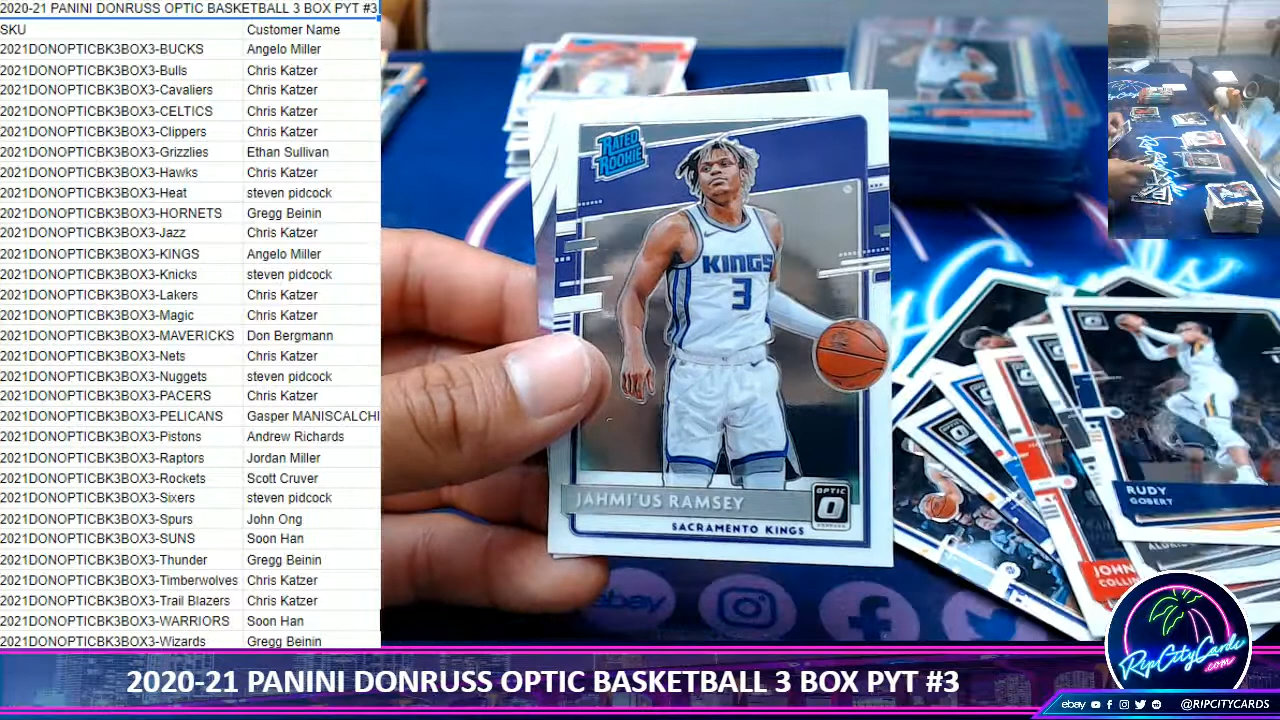 2020-21 PANINI DONRUSS OPTIC BASKETBALL 3 BOX PYT #3
SKU Customer Name
2021DONOPTICBK3BOX3-BUCKS Angelo Miller
2021DONOPTICBK3BOX3-Bulls Chris Katzer
2021DONOPTICBK3BOX3-Cavaliers Chris Katzer
2021DONOPTICBK3BOX3-CELTICS Chris Katzer
2021DONOPTICBK3BOX3-Clippers Chris Katzer
2021DONOPTICBK3BOX3-Grizzlies Ethan Sullivan
2021DONOPTICBK3BOX3-Hawks Chris Katzer
2021DONOPTICBK3BOX3-Heat steven pidcock
2021DONOPTICBK3BOX3-HORNETS Gregg Beinin
2021DONOPTICBK3BOX3-Jazz Chris Katzer
2021DONOPTICBK3BOX3-KINGS Angelo Miller
2021DONOPTICBK3BOX3-Knicks steven pidcock
2021DONOPTICBK3BOX3-Lakers Chris Katzer
2021DONOPTICBK3BOX3-Magic Chris Katzer
2021DONOPTICBK3BOX3-MAVERICKS Don Bergmann
2021DONOPTICBK3BOX3-Nets Chris Katzer
2021DONOPTICBK3BOX3-Nuggets steven pidcock
2021DONOPTICBK3BOX3-PACERS Chris Katzer
2021DONOPTICBK3BOX3-PELICANS Gasper MANISCALCHI
2021DONOPTICBK3BOX3-Pistons Andrew Richards
2021DONOPTICBK3BOX3-Raptors Jordan Miller
2021DONOPTICBK3BOX3-Rockets Scott Cruver
2021DONOPTICBK3BOX3-Sixers steven pidcock
2021DONOPTICBK3BOX3-Spurs John Ong
2021DONOPTICBK3BOX3-SUNS Soon Han
2021DONOPTICBK3BOX3-Thunder Gregg Beinin
2021DONOPTICBK3BOX3-Timberwolves Chris Katzer
2021DONOPTICBK3BOX3-Trail Blazers Chris Katzer
2021DONOPTICBK3BOX3-WARRIORS Soon Han
2021DONOPTICBK3BOX3-Wizards Gregg Beinin
RATED
ROOKIE
KINGS
3
JAHMI'US RAMSEY
SACRAMENTO KINGS
OPTIC
RUDY
GOBERT
JOHN
COLLIN
ebay
RipCityCards
.com
2020-21 PANINI DONRUSS OPTIC BASKETBALL 3 BOX PYT #3
ebay @RIPCITYCARDS